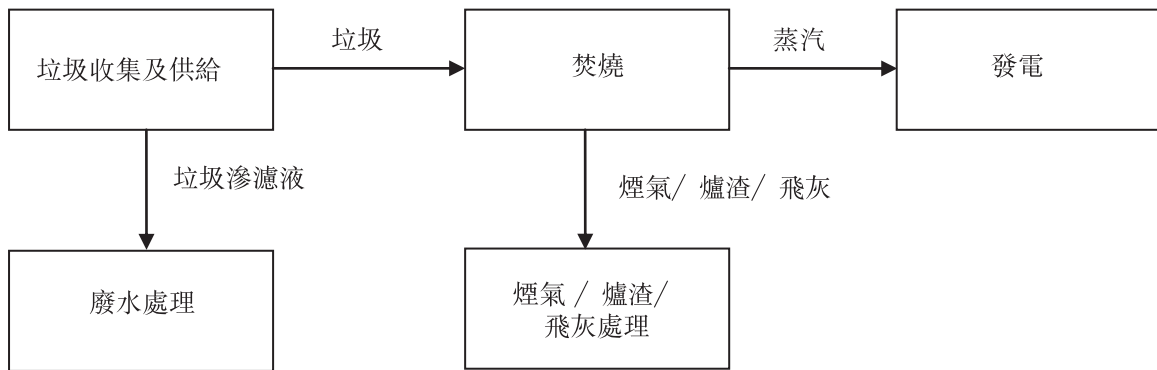 垃圾收集及供給
垃圾
焚燒
蒸汽
發電
垃圾滲濾液
煙氣/ 爐渣/ 飛灰
廢水處理
煙氣 / 爐渣/
飛灰處理